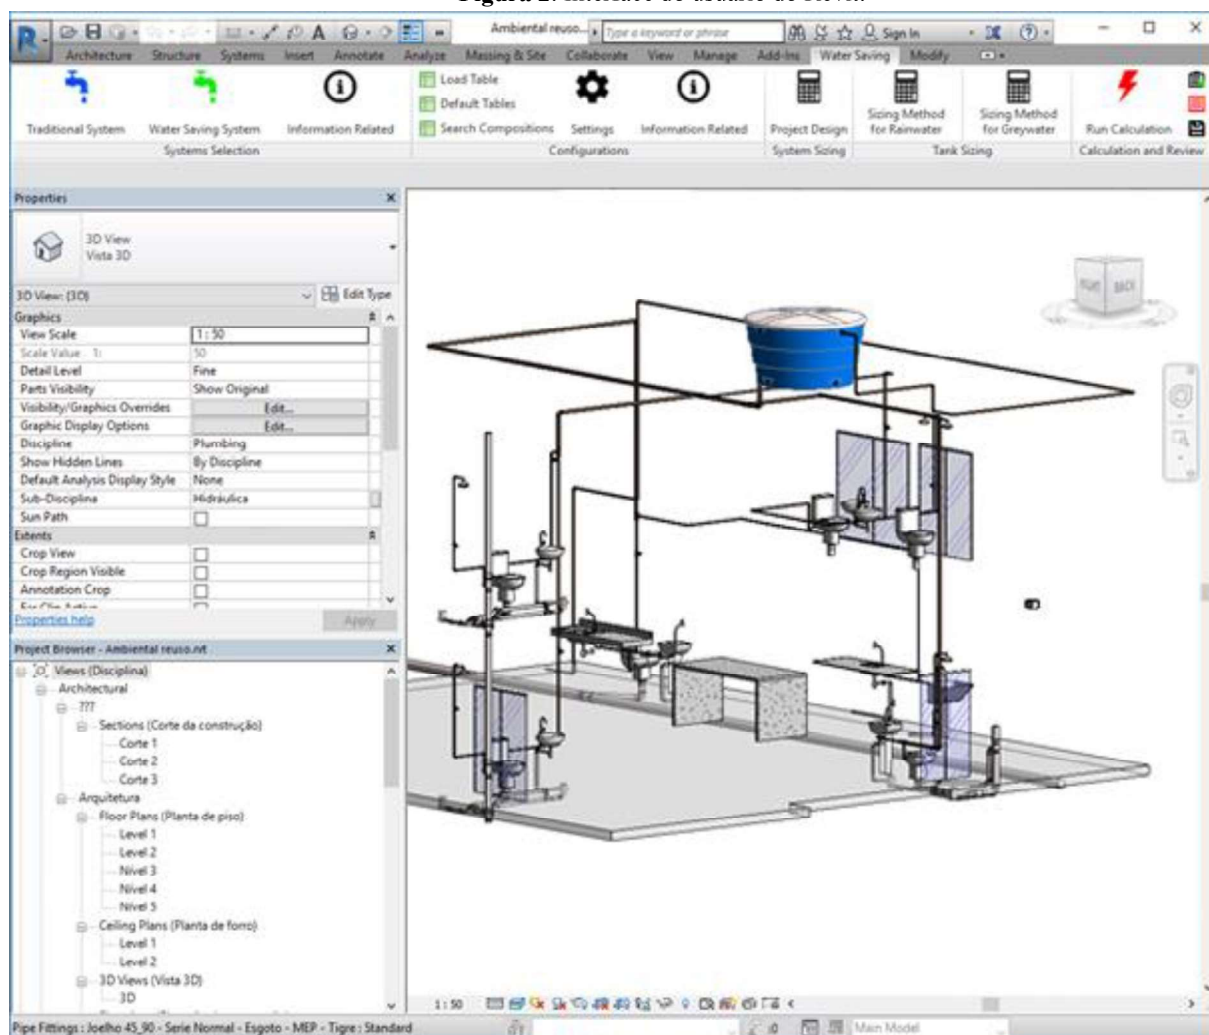 Ambiental reuso... Type a keyword or phrase Sign In
Architecture Structure Systems Insert Annotate Analyze Massing & Site Collaborate View Manage Add-Ins Water Saving Modify
Traditional System Water Saving System Information Related
Systems Selection
Load Table
Default Tables
Search Compositions Settings Information Related
Configurations
Project Design
System Sizing
Sizing Method for Rainwater
Sizing Method for Greywater
Tank Sizing
Run Calculation
Calculation and Review
Properties
3D View
Vista 3D
3D View: {3D} Edit Type
Graphics
View Scale 1 : 50
Scale Value 1: 50
Detail Level Fine
Parts Visibility Show Original
Visibility/Graphics Overrides Edit...
Graphic Display Options Edit...
Discipline Plumbing
Show Hidden Lines By Discipline
Default Analysis Display Style None
Sub-Disciplina Hidráulica
Sun Path
Extents
Crop View
Crop Region Visible
Annotation Crop
Properties help Apply
Project Browser - Ambiental reuso.rvt
Views (Disciplina)
Architectural
???
Sections (Corte da construção)
Corte 1
Corte 2
Corte 3
Arquitetura
Floor Plans (Planta de piso)
Level 1
Level 2
Nível 3
Nível 4
Nível 5
Ceiling Plans (Planta de forro)
Level 1
Level 2
3D Views (Vista 3D)
3D
RIGHT BACK
1 : 50
Pipe Fittings : Joelho 45_90 - Serie Normal - Esgoto - MEP - Tigre : Standard :0 Main Model